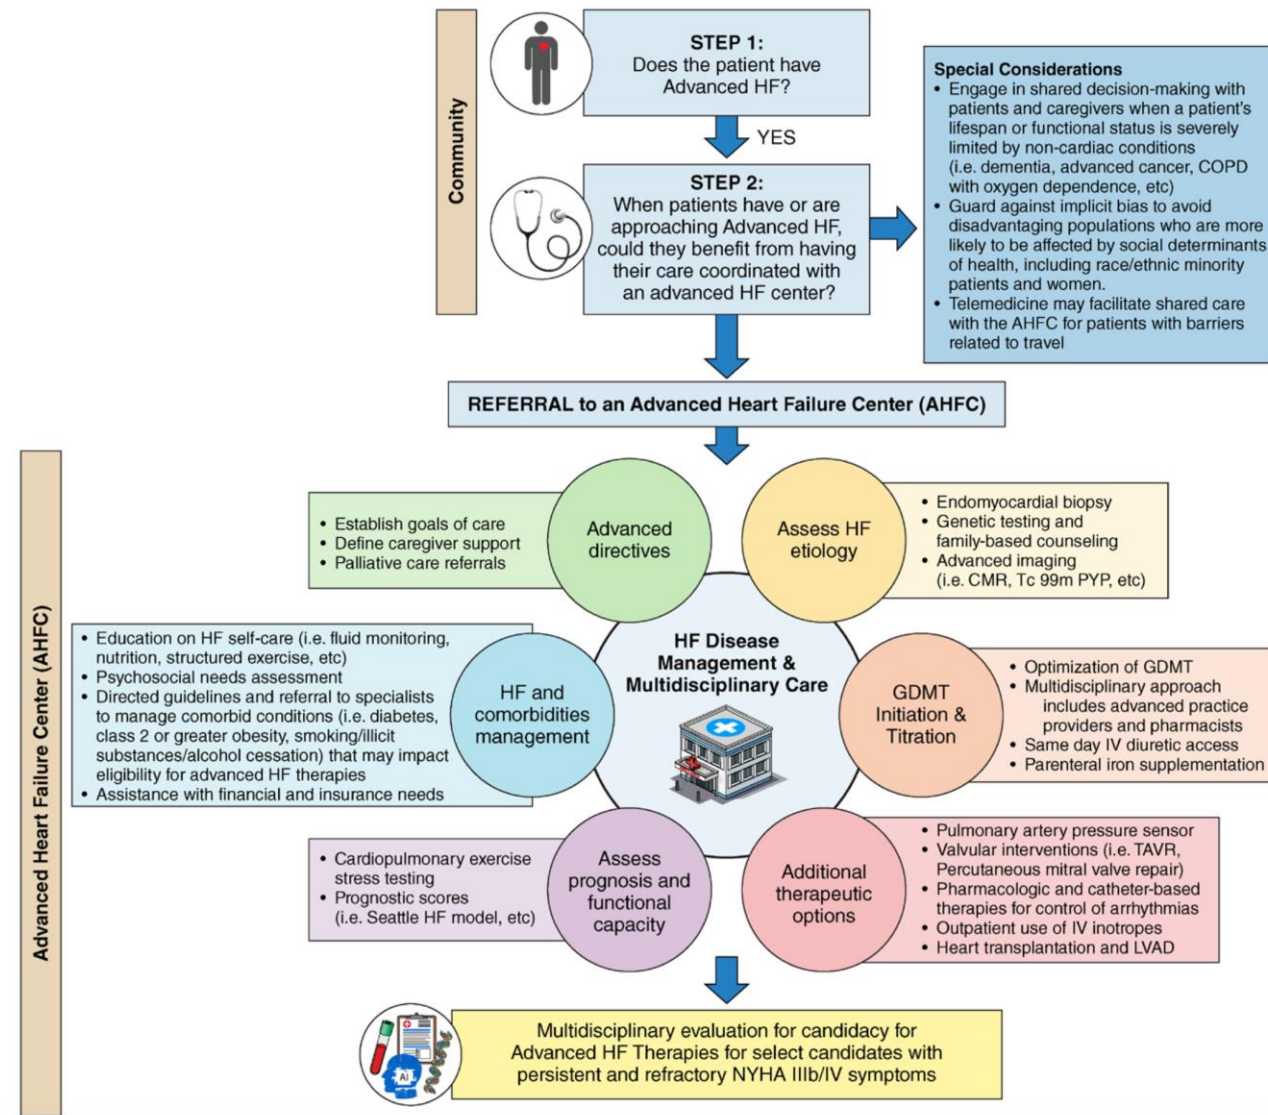 Community
STEP 1:
Does the patient have
Advanced HF?
YES
STEP 2:
When patients have or are
approaching Advanced HF,
could they benefit from having
their care coordinated with
an advanced HF center?
Special Considerations
• Engage in shared decision-making with
patients and caregivers when a patient's
lifespan or functional status is severely
limited by non-cardiac conditions
(i.e. dementia, advanced cancer, COPD
with oxygen dependence, etc)
• Guard against implicit bias to avoid
disadvantaging populations who are more
likely to be affected by social determinants
of health, including race/ethnic minority
patients and women.
• Telemedicine may facilitate shared care
with the AHFC for patients with barriers
related to travel
REFERRAL to an Advanced Heart Failure Center (AHFC)
Advanced Heart Failure Center (AHFC)
• Establish goals of care
• Define caregiver support
• Palliative care referrals
Advanced
directives
Assess HF
etiology
• Endomyocardial biopsy
• Genetic testing and
family-based counseling
• Advanced imaging
(i.e. CMR, Tc 99m PYP, etc)
• Education on HF self-care (i.e. fluid monitoring,
nutrition, structured exercise, etc)
• Psychosocial needs assessment
• Directed guidelines and referral to specialists
to manage comorbid conditions (i.e. diabetes,
class 2 or greater obesity, smoking/illicit
substances/alcohol cessation) that may impact
eligibility for advanced HF therapies
• Assistance with financial and insurance needs
HF and
comorbidities
management
HF Disease
Management &
Multidisciplinary Care
GDMT
Initiation &
Titration
• Optimization of GDMT
• Multidisciplinary approach
includes advanced practice
providers and pharmacists
• Same day IV diuretic access
• Parenteral iron supplementation
• Cardiopulmonary exercise
stress testing
• Prognostic scores
(i.e. Seattle HF model, etc)
Assess
prognosis and
functional
capacity
Additional
therapeutic
options
• Pulmonary artery pressure sensor
• Valvular interventions (i.e. TAVR,
Percutaneous mitral valve repair)
• Pharmacologic and catheter-based
therapies for control of arrhythmias
• Outpatient use of IV inotropes
• Heart transplantation and LVAD
AI
Multidisciplinary evaluation for candidacy for
Advanced HF Therapies for select candidates with
persistent and refractory NYHA IIIb/IV symptoms